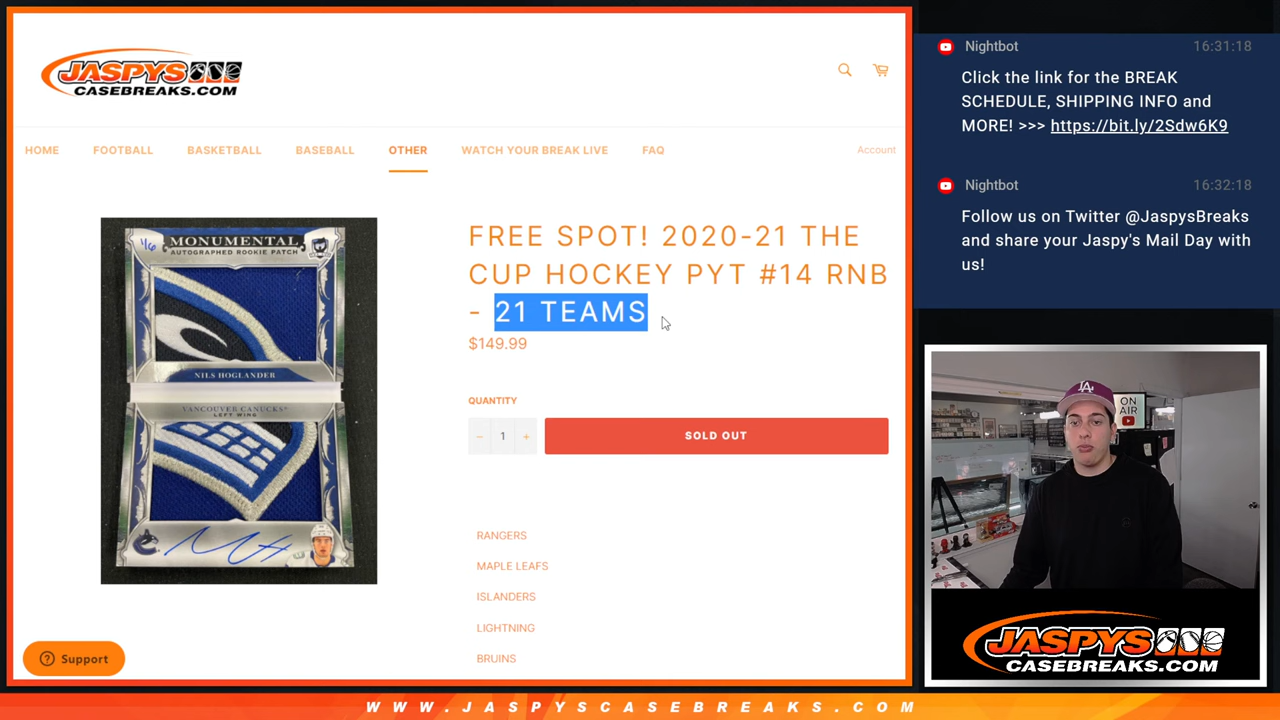 JASPYS
CASEBREAKS.COM
HOME FOOTBALL BASKETBALL BASEBALL OTHER WATCH YOUR BREAK LIVE FAQ Account
1/6
MONUMENTAL
AUTOGRAPHED ROOKIE PATCH
NILS HOGLANDER
VANCOUVER CANUCKS
LEFT WING
FREE SPOT! 2020-21 THE
CUP HOCKEY PYT #14 RNB
- 21 TEAMS
$149.99
QUANTITY
− 1 +
SOLD OUT
RANGERS
MAPLE LEAFS
ISLANDERS
LIGHTNING
BRUINS
Support
Nightbot 16:31:18
Click the link for the BREAK
SCHEDULE, SHIPPING INFO and
MORE! >>> https://bit.ly/2Sdw6K9
Nightbot 16:32:18
Follow us on Twitter @JaspysBreaks
and share your Jaspy's Mail Day with
us!
LA
ON
AIR
JASPYS
CASEBREAKS.COM
WWW.JASPYSCASEBREAKS.COM